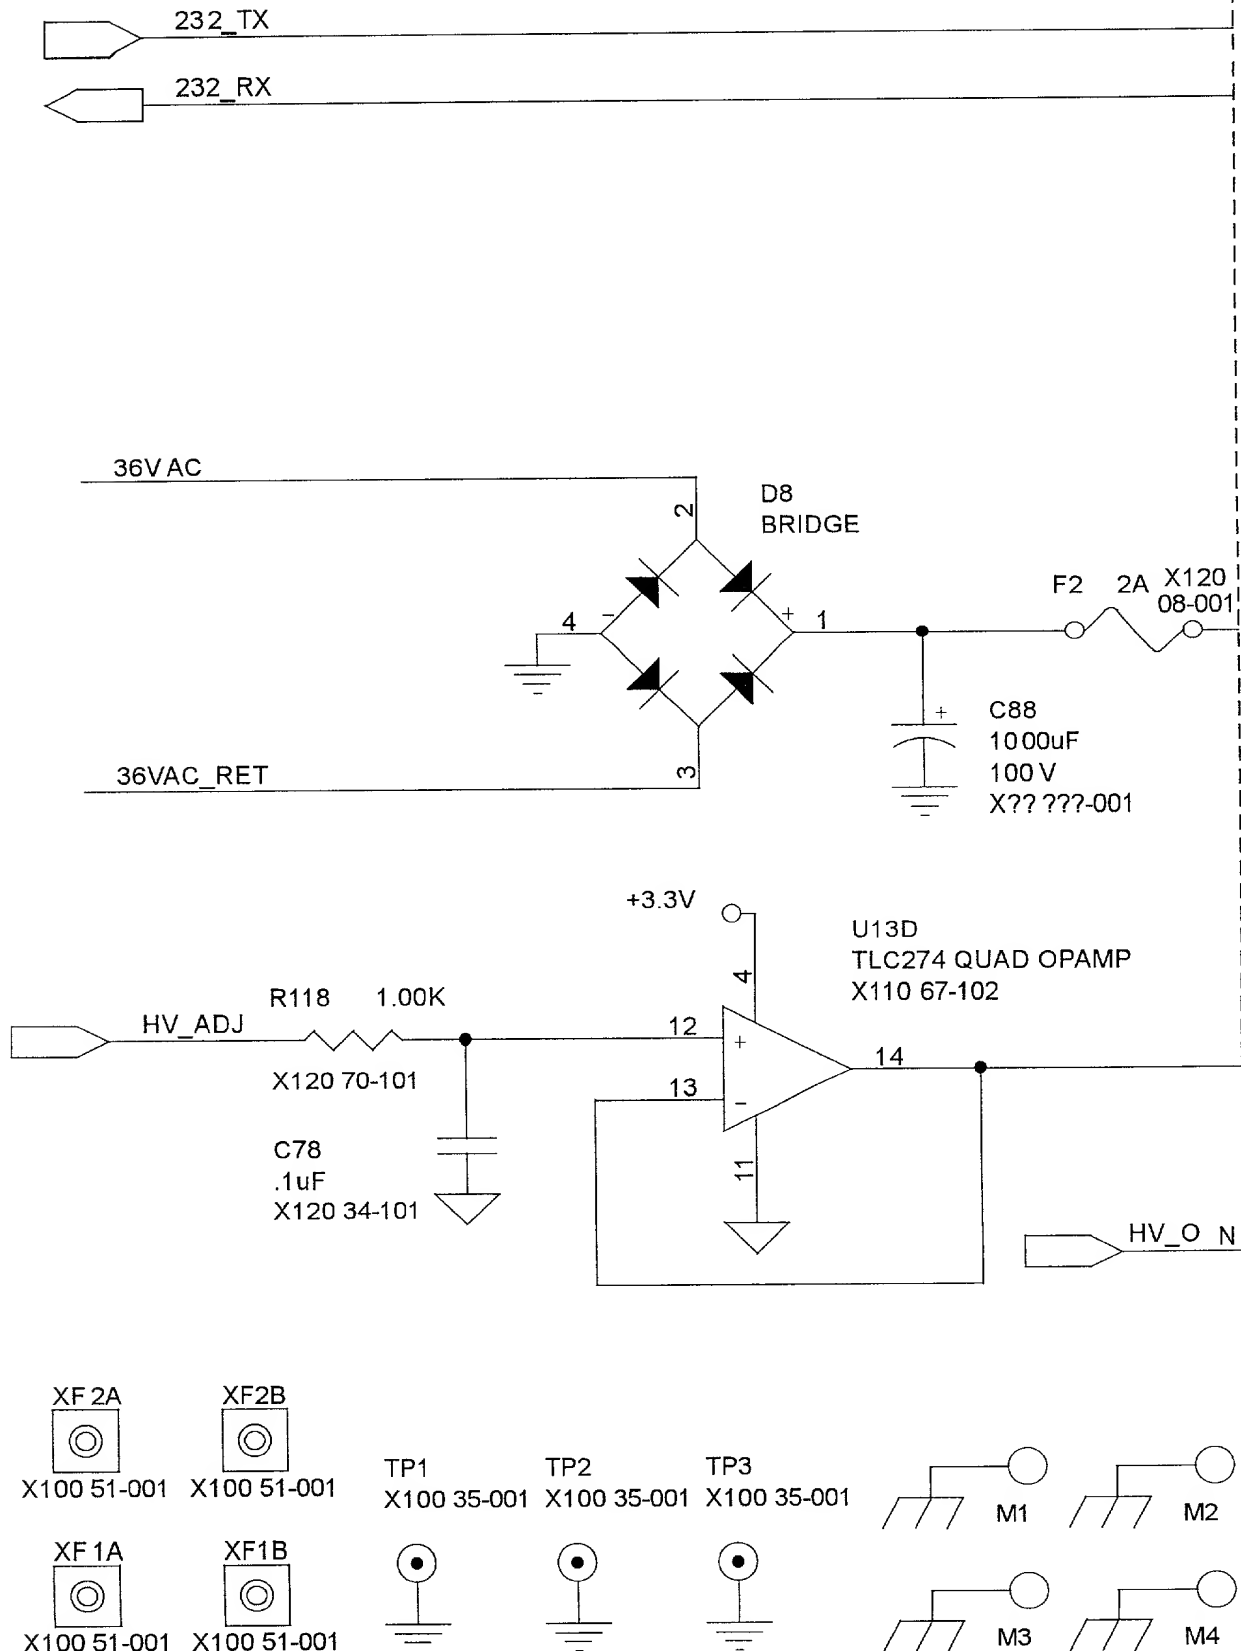 232_TX
232_RX
36V AC
2
D8
BRIDGE
F2 2A X120
08-001
4 - + 1
+
C88
1000uF
100 V
X?? ???-001
36VAC_RET
3
+3.3V
4
U13D
TLC274 QUAD OPAMP
X110 67-102
R118 1.00K
HV_ADJ
12 +
14
X120 70-101
13 -
11
C78
.1uF
X120 34-101
HV_O N
XF2A XF2B
X100 51-001 X100 51-001
TP1 TP2 TP3
X100 35-001 X100 35-001 X100 35-001
M1 M2
XF1A XF1B
X100 51-001 X100 51-001
M3 M4